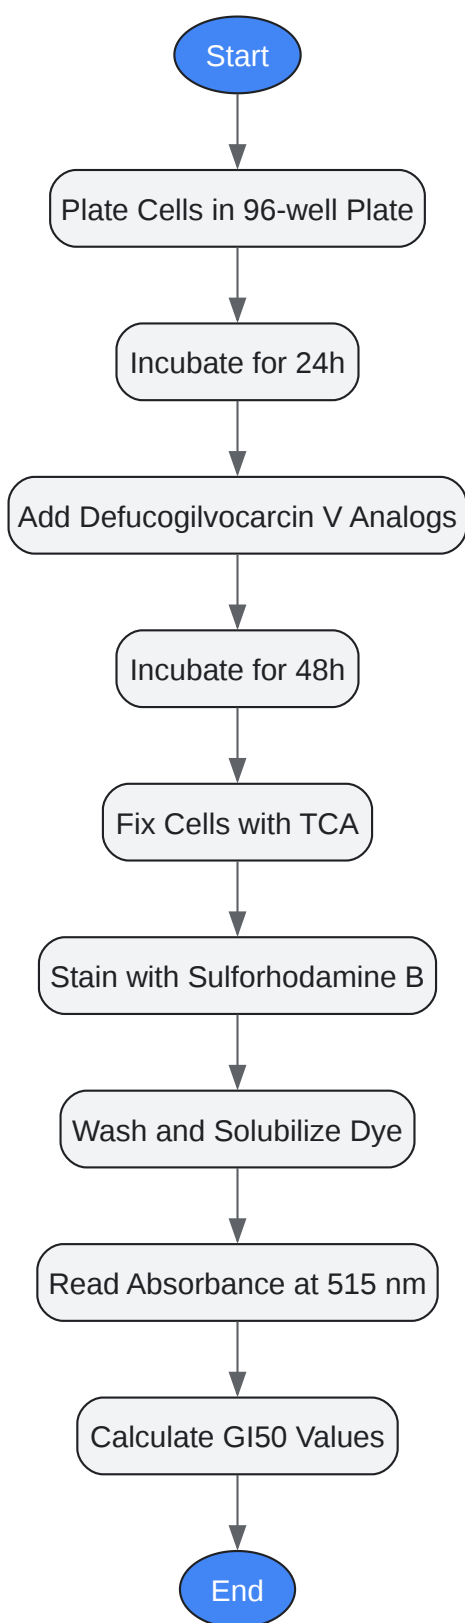 Start
Plate Cells in 96-well Plate
Incubate for 24h
Add Defucogilvocarcin V Analogs
Incubate for 48h
Fix Cells with TCA
Stain with Sulforhodamine B
Wash and Solubilize Dye
Read Absorbance at 515 nm
Calculate GI50 Values
End